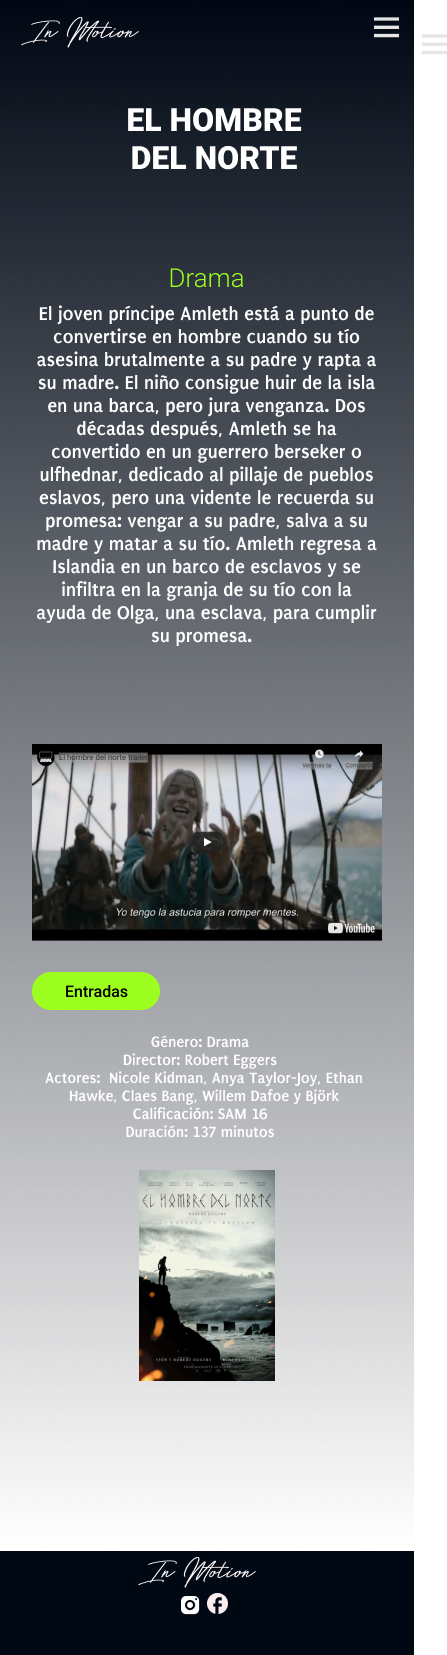 In Motion
EL HOMBRE
DEL NORTE
Drama
El joven príncipe Amleth está a punto de
convertirse en hombre cuando su tío
asesina brutalmente a su padre y rapta a
su madre. El niño consigue huir de la isla
en una barca, pero jura venganza. Dos
décadas después, Amleth se ha
convertido en un guerrero berseker o
ulfhednar, dedicado al pillaje de pueblos
eslavos, pero una vidente le recuerda su
promesa: vengar a su padre, salva a su
madre y matar a su tío. Amleth regresa a
Islandia en un barco de esclavos y se
infiltra en la granja de su tío con la
ayuda de Olga, una esclava, para cumplir
su promesa.
El hombre del norte trailer
Ver más ta
Compartir
Yo tengo la astucia para romper mentes.
YouTube
Entradas
Género: Drama
Director: Robert Eggers
Actores: Nicole Kidman, Anya Taylor-Joy, Ethan
Hawke, Claes Bang, Willem Dafoe y Björk
Calificación: SAM 16
Duración: 137 minutos
EL HOMBRE DEL NORTE
In Motion